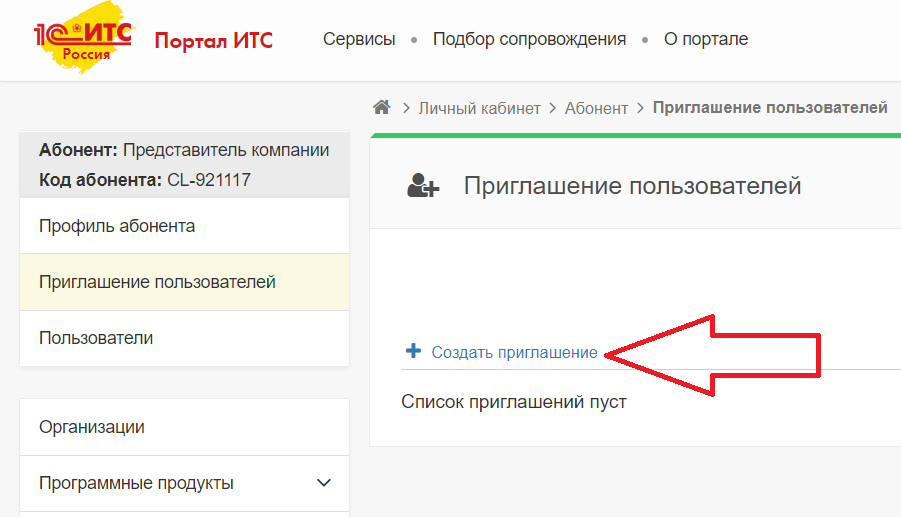 1С ИТС
Россия
Портал ИТС
Сервисы • Подбор сопровождения • О портале
Личный кабинет > Абонент > Приглашение пользователей
Абонент: Представитель компании
Код абонента: CL-921117
Профиль абонента
Приглашение пользователей
Пользователи
Организации
Программные продукты
Приглашение пользователей
+ Создать приглашение
Список приглашений пуст